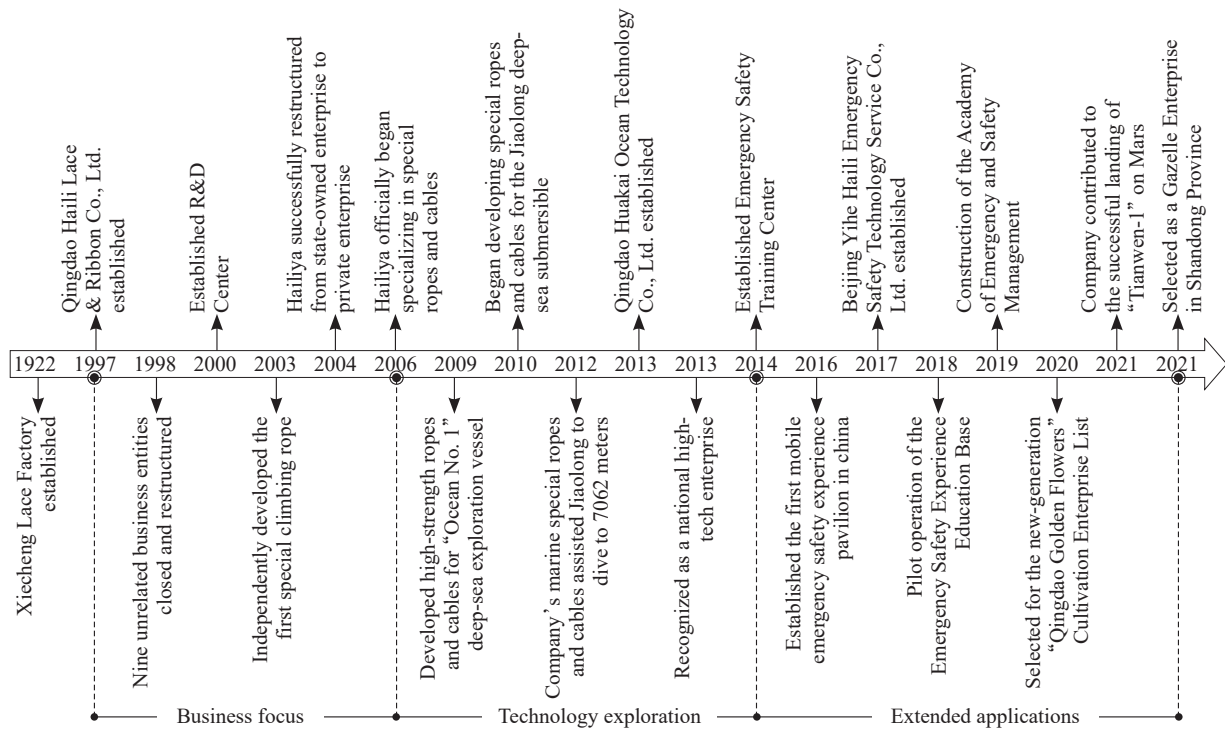 Qingdao Haili Lace
& Ribbon Co., Ltd.
established
Established R&D
Center
Hailiya successfully restructured
from state-owned enterprise to
private enterprise
Hailiya officially began
specializing in special
ropes and cables
Began developing special ropes
and cables for the Jiaolong deep-
sea submersible
Qingdao Huakai Ocean Technology
Co., Ltd. established
Established Emergency Safety
Training Center
Beijing Yihe Haili Emergency
Safety Technology Service Co.,
Ltd. established
Construction of the Academy
of Emergency and Safety
Management
Company contributed to
the successful landing of
“Tianwen-1” on Mars
Selected as a Gazelle Enterprise
in Shandong Province
1922 1997 1998 2000 2003 2004 2006 2009 2010 2012 2013 2013 2014 2016 2017 2018 2019 2020 2021 2021
Xiecheng Lace Factory
established
Nine unrelated business entities
closed and restructured
Independently developed the
first special climbing rope
Developed high-strength ropes
and cables for “Ocean No. 1”
deep-sea exploration vessel
Company’s marine special ropes
and cables assisted Jiaolong to
dive to 7062 meters
Recognized as a national high-
tech enterprise
Established the first mobile
emergency safety experience
pavilion in china
Pilot operation of the
Emergency Safety Experience
Education Base
Selected for the new-generation
“Qingdao Golden Flowers”
Cultivation Enterprise List
Business focus Technology exploration Extended applications